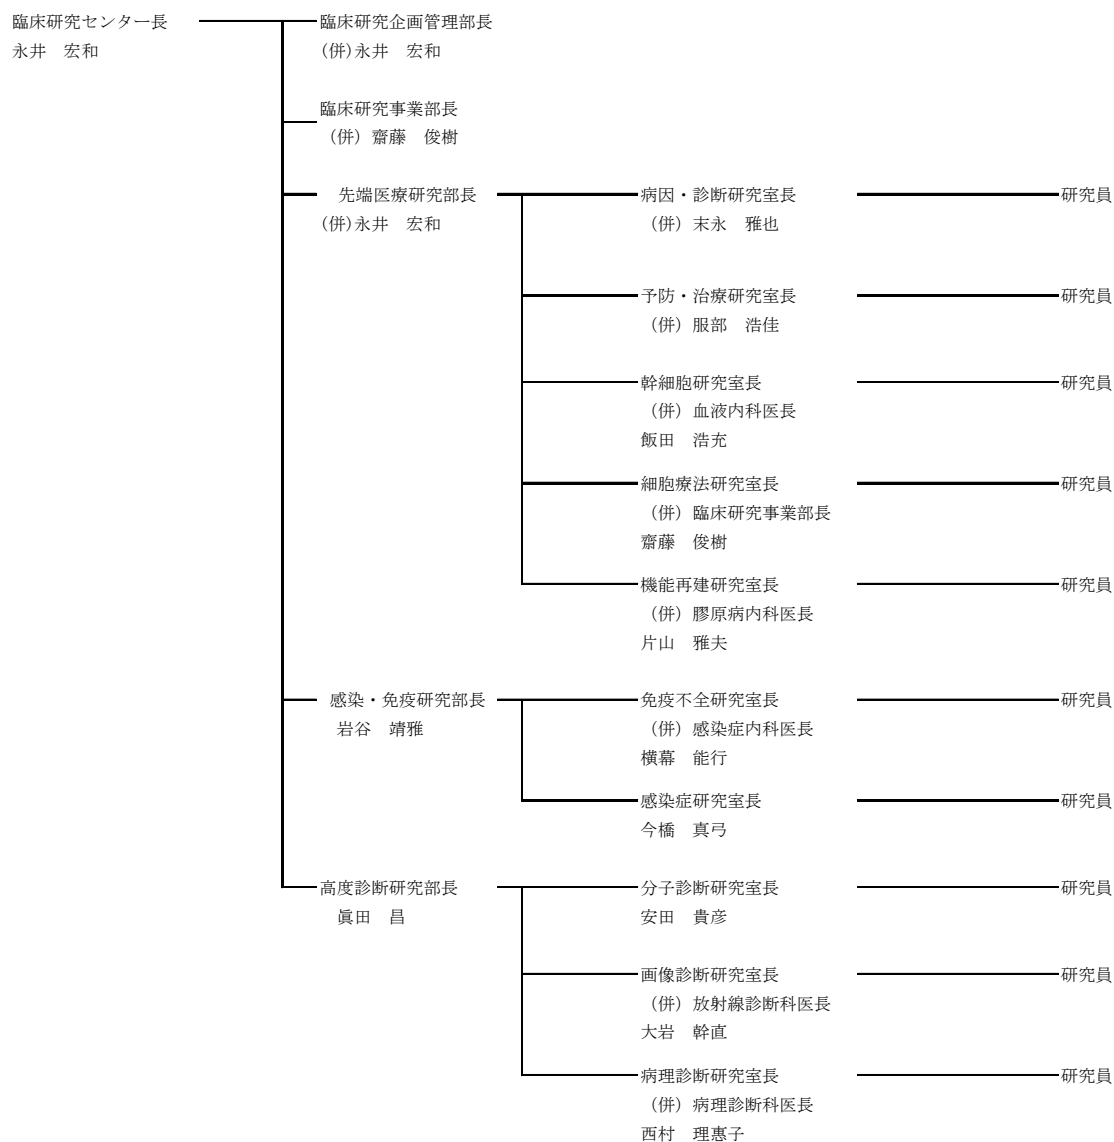 臨床研究センター長
永井　宏和
臨床研究企画管理部長
(併)永井　宏和
臨床研究事業部長
（併）齋藤　俊樹
先端医療研究部長
(併)永井　宏和
病因・診断研究室長
（併）末永　雅也
研究員
予防・治療研究室長
（併）服部　浩佳
研究員
幹細胞研究室長
（併）血液内科医長
飯田　浩充
研究員
細胞療法研究室長
（併）臨床研究事業部長
齋藤　俊樹
研究員
機能再建研究室長
（併）膠原病内科医長
片山　雅夫
研究員
感染・免疫研究部長
岩谷　靖雅
免疫不全研究室長
（併）感染症内科医長
横幕　能行
研究員
感染症研究室長
今橋　真弓
研究員
高度診断研究部長
眞田　昌
分子診断研究室長
安田　貴彦
研究員
画像診断研究室長
（併）放射線診断科医長
大岩　幹直
研究員
病理診断研究室長
（併）病理診断科医長
西村　理惠子
研究員